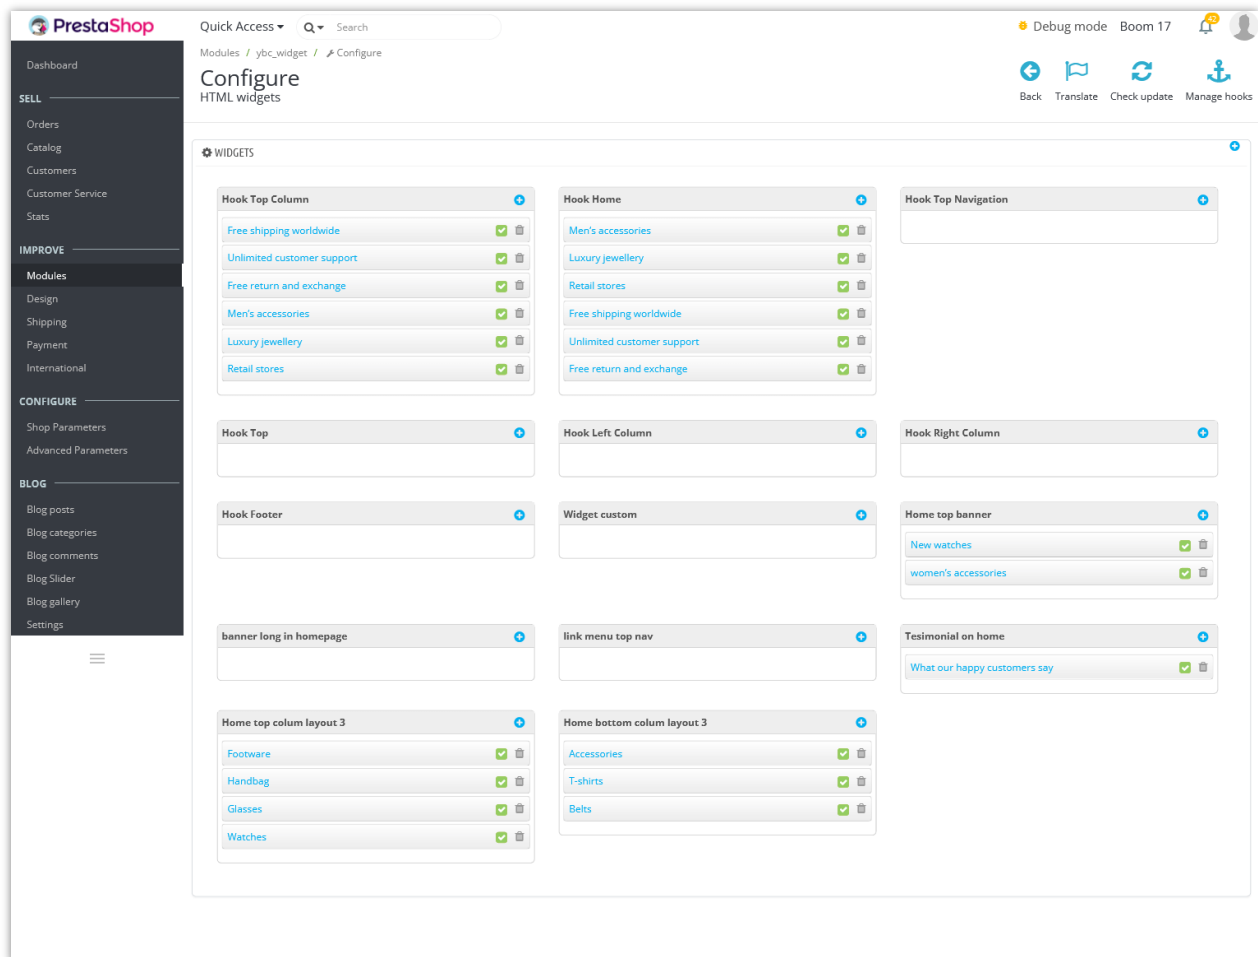 PrestaShop
Quick Access
Search
Debug mode
Boom 17
42
Modules / ybc_widget / Configure
Configure
HTML widgets
Back
Translate
Check update
Manage hooks
Dashboard
SELL
Orders
Catalog
Customers
Customer Service
Stats
IMPROVE
Modules
Design
Shipping
Payment
International
CONFIGURE
Shop Parameters
Advanced Parameters
BLOG
Blog posts
Blog categories
Blog comments
Blog Slider
Blog gallery
Settings
WIDGETS
Hook Top Column
Free shipping worldwide
Unlimited customer support
Free return and exchange
Men's accessories
Luxury jewellery
Retail stores
Hook Home
Men's accessories
Luxury jewellery
Retail stores
Free shipping worldwide
Unlimited customer support
Free return and exchange
Hook Top Navigation
Hook Top
Hook Left Column
Hook Right Column
Hook Footer
Widget custom
Home top banner
New watches
women's accessories
banner long in homepage
link menu top nav
Tesimonial on home
What our happy customers say
Home top colum layout 3
Footware
Handbag
Glasses
Watches
Home bottom colum layout 3
Accessories
T-shirts
Belts